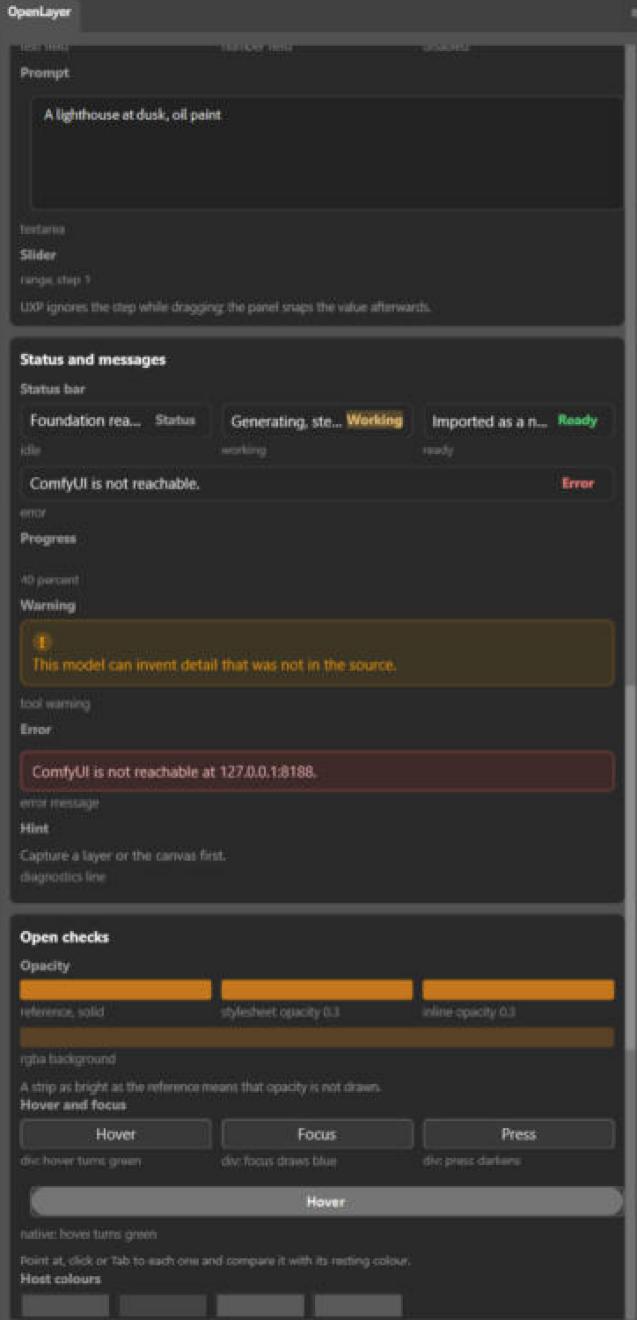 OpenLayer
text field number field disabled
Prompt
A lighthouse at dusk, oil paint
textarea
Slider
range, step 1
UXP ignores the step while dragging; the panel snaps the value afterwards.
Status and messages
Status bar
Foundation rea... Status Generating, ste... Working Imported as a n... Ready
idle working ready
ComfyUI is not reachable. Error
error
Progress
40 percent
Warning
!
This model can invent detail that was not in the source.
tool warning
Error
ComfyUI is not reachable at 127.0.0.1:8188.
error message
Hint
Capture a layer or the canvas first.
diagnostics line
Open checks
Opacity
reference, solid stylesheet opacity 0.3 inline opacity 0.3
rgba background
A strip as bright as the reference means that opacity is not drawn.
Hover and focus
Hover Focus Press
div: hover turns green div: focus draws blue div: press darkens
Hover
native: hover turns green
Point at, click or Tab to each one and compare it with its resting colour.
Host colours